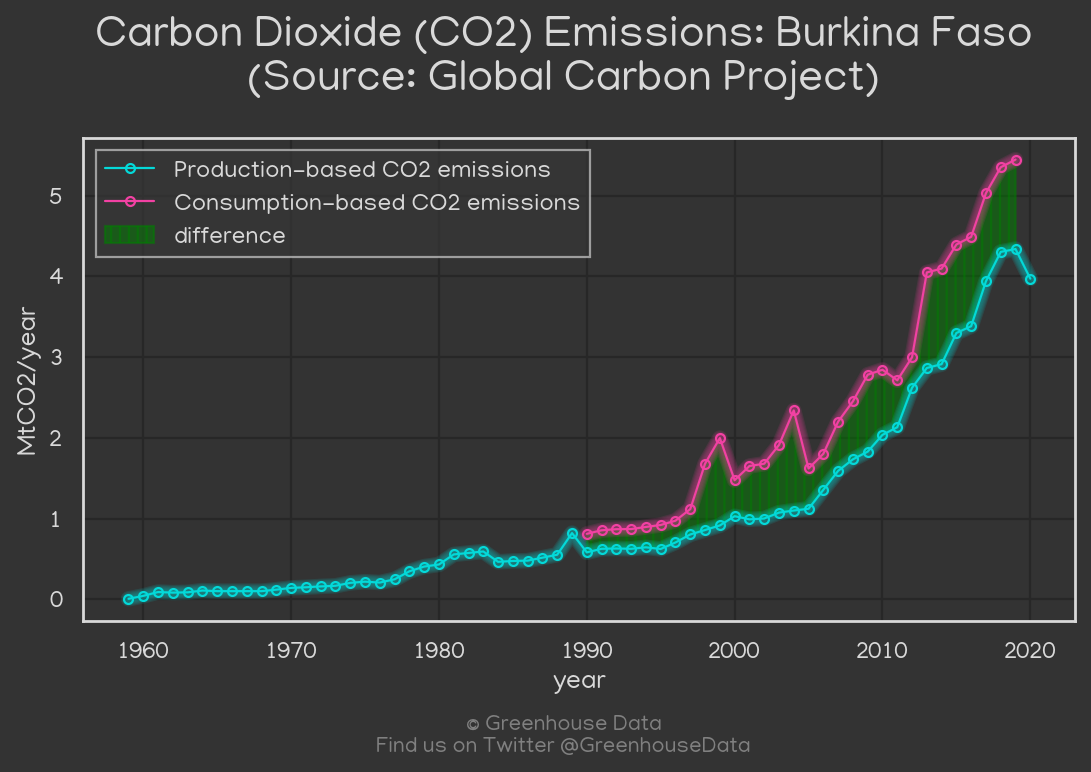 Carbon Dioxide (CO2) Emissions: Burkina Faso
(Source: Global Carbon Project)
Production-based CO2 emissions
Consumption-based CO2 emissions
difference
5
4
3
2
1
0
MtCO2/year
1960 1970 1980 1990 2000 2010 2020
year
© Greenhouse Data
Find us on Twitter @GreenhouseData